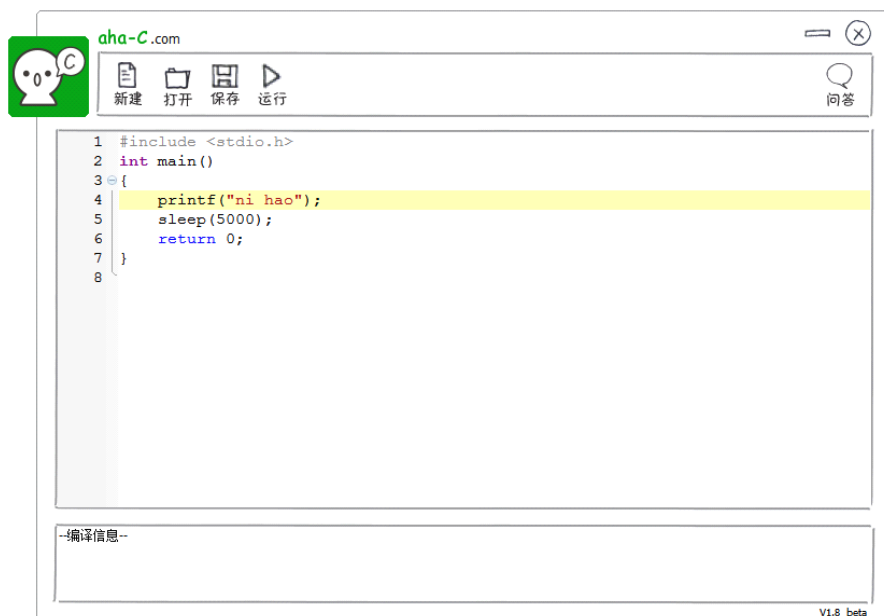 aha-C.com
C
新建 打开 保存 运行 问答
1 #include <stdio.h>
2 int main()
3 {
4     printf("ni hao");
5     sleep(5000);
6     return 0;
7 }
8
--编译信息--
V1.8 beta